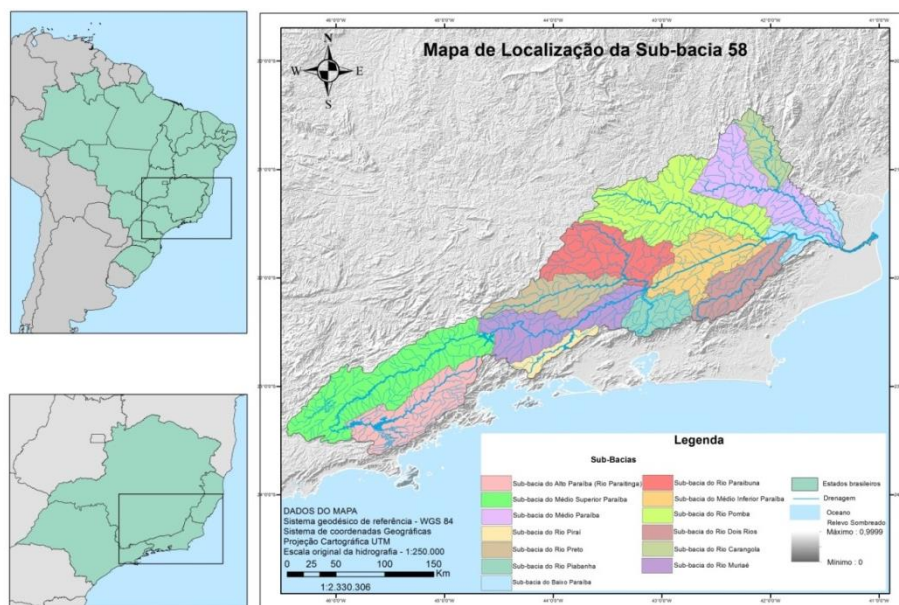 Mapa de Localização da Sub-bacia 58
N
W E
S
Legenda
Sub-Bacias
Sub-bacia do Alto Paraíba (Rio Paraitnga)
Sub-bacia do Médio Superior Paraíba
Sub-bacia do Médio Paraíba
Sub-bacia do Rio Piraí
Sub-bacia do Rio Preto
Sub-bacia do Rio Piabanha
Sub-bacia do Baixo Paraíba
Sub-bacia do Rio Paraibuna
Sub-bacia do Médio Inferior Paraíba
Sub-bacia do Rio Pomba
Sub-bacia do Rio Dois Rios
Sub-bacia do Rio Carangola
Sub-bacia do Rio Muriaé
Estados brasileiros
Drenagem
Oceano
Relevo Sombreado
Máximo : 0,9999
Mínimo : 0
DADOS DO MAPA
Sistema geodésico de referência - WGS 84
Sistema de coordenadas Geográficas
Projeção Cartográfica UTM
Escala original da hidrografia - 1:250.000
0 25 50 100 150
Km
1:2.330.306